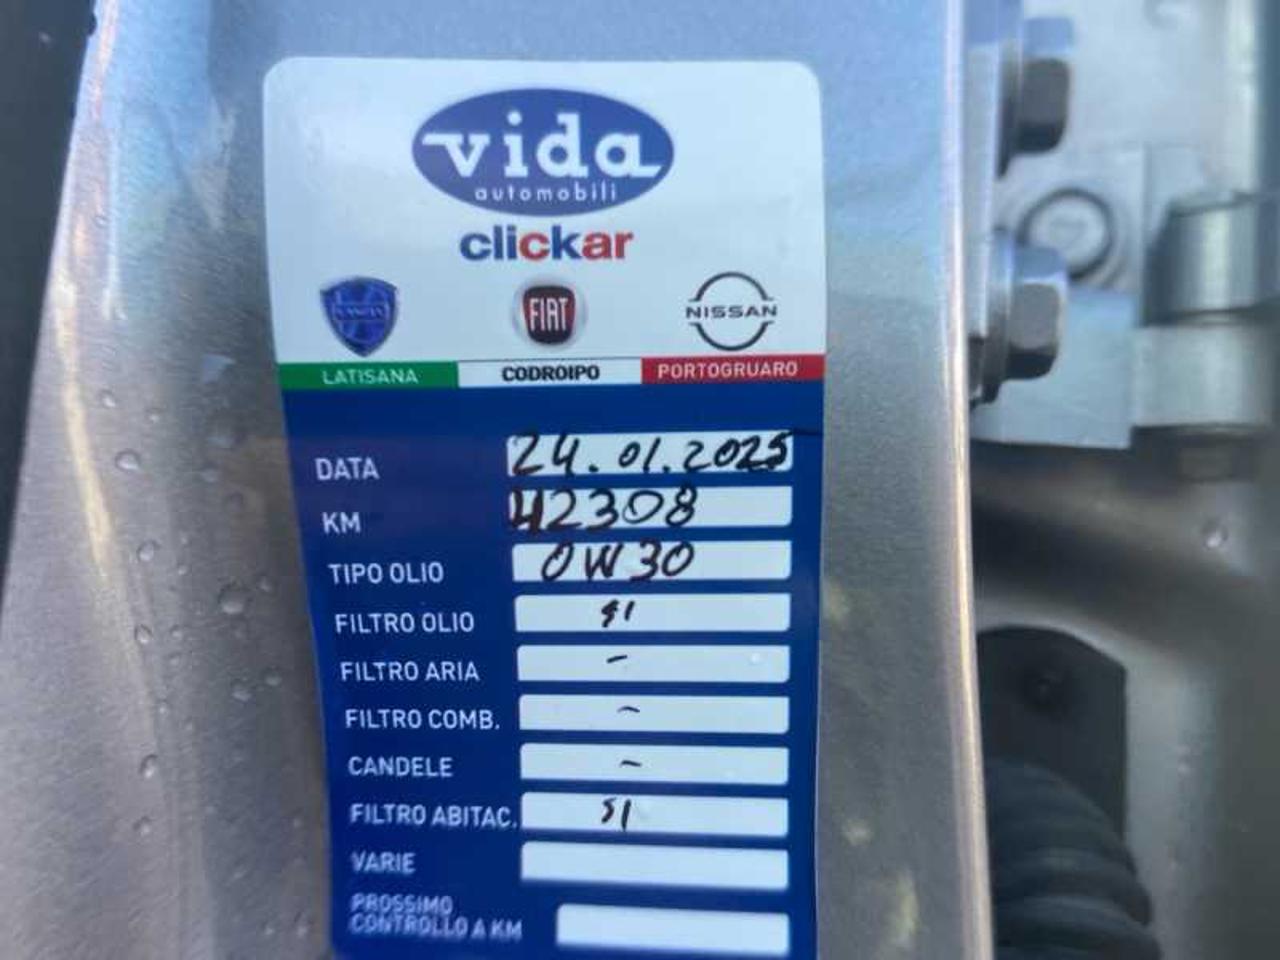 vida
automobili
clickar
LANCIA FIAT NISSAN
LATISANA CODROIPO PORTOGRUARO
DATA 24.01.2025
KM 42308
TIPO OLIO 0W30
FILTRO OLIO SI
FILTRO ARIA -
FILTRO COMB. -
CANDELE -
FILTRO ABITAC. SI
VARIE
PROSSIMO
CONTROLLO A KM